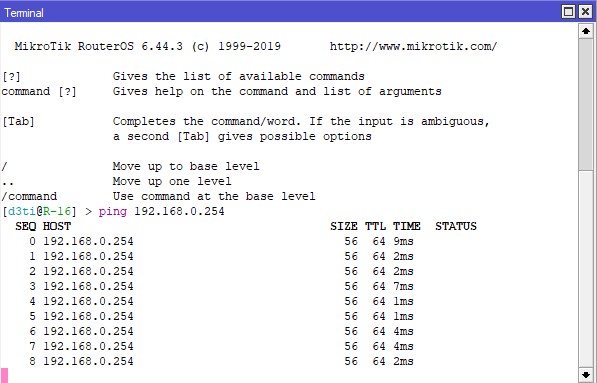 Terminal
MikroTik RouterOS 6.44.3 (c) 1999-2019       http://www.mikrotik.com/
[?]             Gives the list of available commands
command [?]     Gives help on the command and list of arguments
[Tab]           Completes the command/word. If the input is ambiguous,
                a second [Tab] gives possible options
/               Move up to base level
..              Move up one level
/command        Use command at the base level
[d3ti@R-16] > ping 192.168.0.254
  SEQ HOST                                     SIZE TTL TIME  STATUS
    0 192.168.0.254                              56  64 9ms
    1 192.168.0.254                              56  64 2ms
    2 192.168.0.254                              56  64 2ms
    3 192.168.0.254                              56  64 7ms
    4 192.168.0.254                              56  64 1ms
    5 192.168.0.254                              56  64 1ms
    6 192.168.0.254                              56  64 4ms
    7 192.168.0.254                              56  64 4ms
    8 192.168.0.254                              56  64 2ms